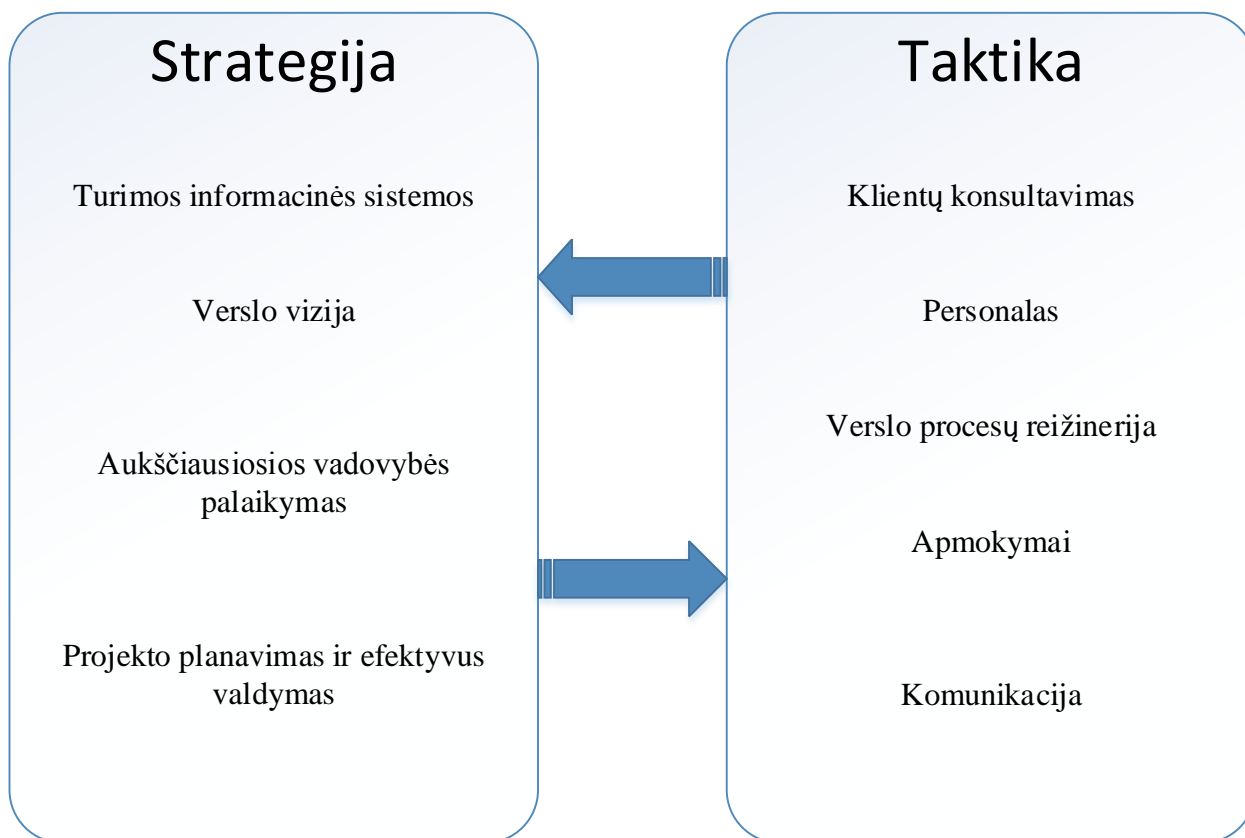 Strategija
Turimos informacinės sistemos
Verslo vizija
Aukščiausiosios vadovybės
palaikymas
Projekto planavimas ir efektyvus
valdymas
Taktika
Klientų konsultavimas
Personalas
Verslo procesų reižinerija
Apmokymai
Komunikacija